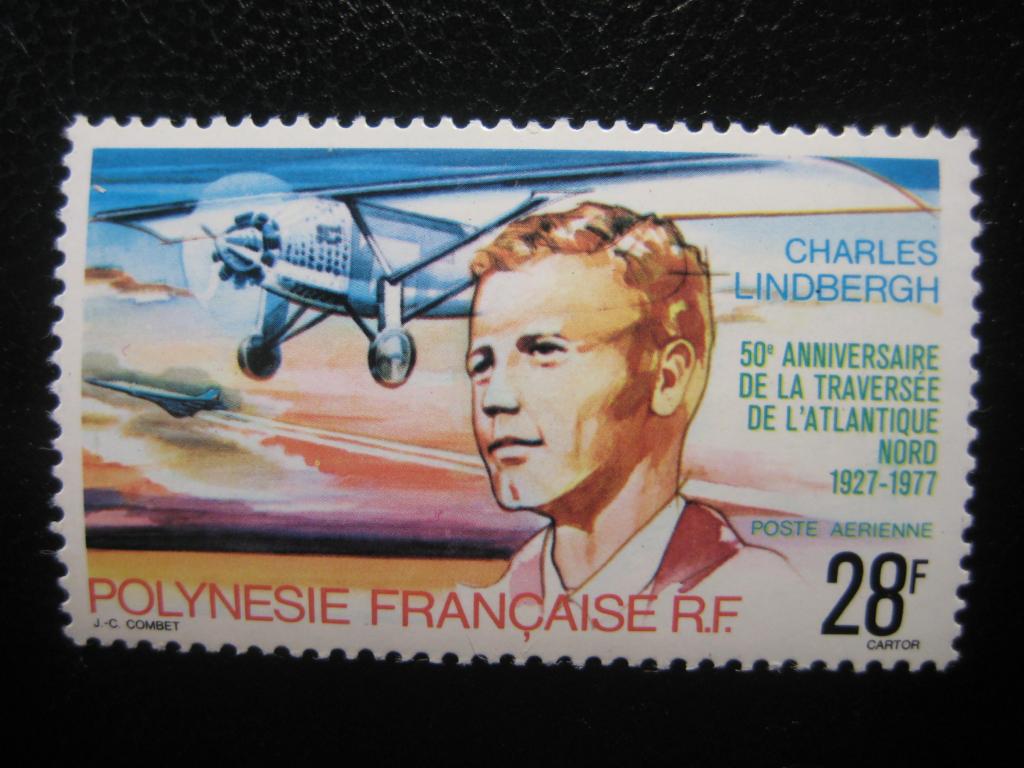 CHARLES
LINDBERGH
50e ANNIVERSAIRE
DE LA TRAVERSÉE
DE L'ATLANTIQUE
NORD
1927-1977
POSTE AERIENNE
28F
POLYNESIE FRANÇAISE R.F.
J.-C. COMBET
CARTOR